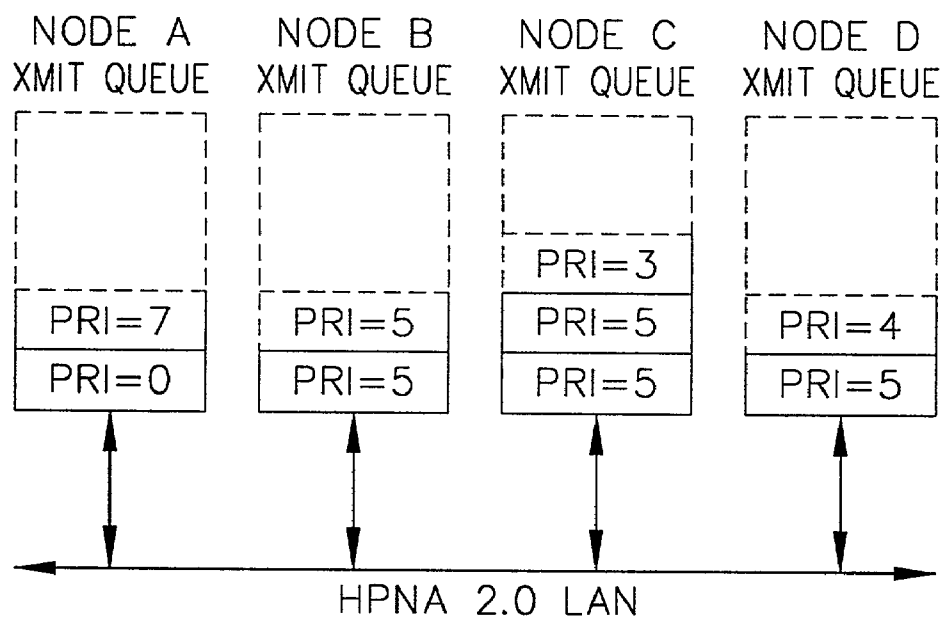 NODE A NODE B NODE C NODE D
XMIT QUEUE XMIT QUEUE XMIT QUEUE XMIT QUEUE
PRI=3
PRI=7 PRI=5 PRI=5 PRI=4
PRI=0 PRI=5 PRI=5 PRI=5
HPNA 2.0 LAN